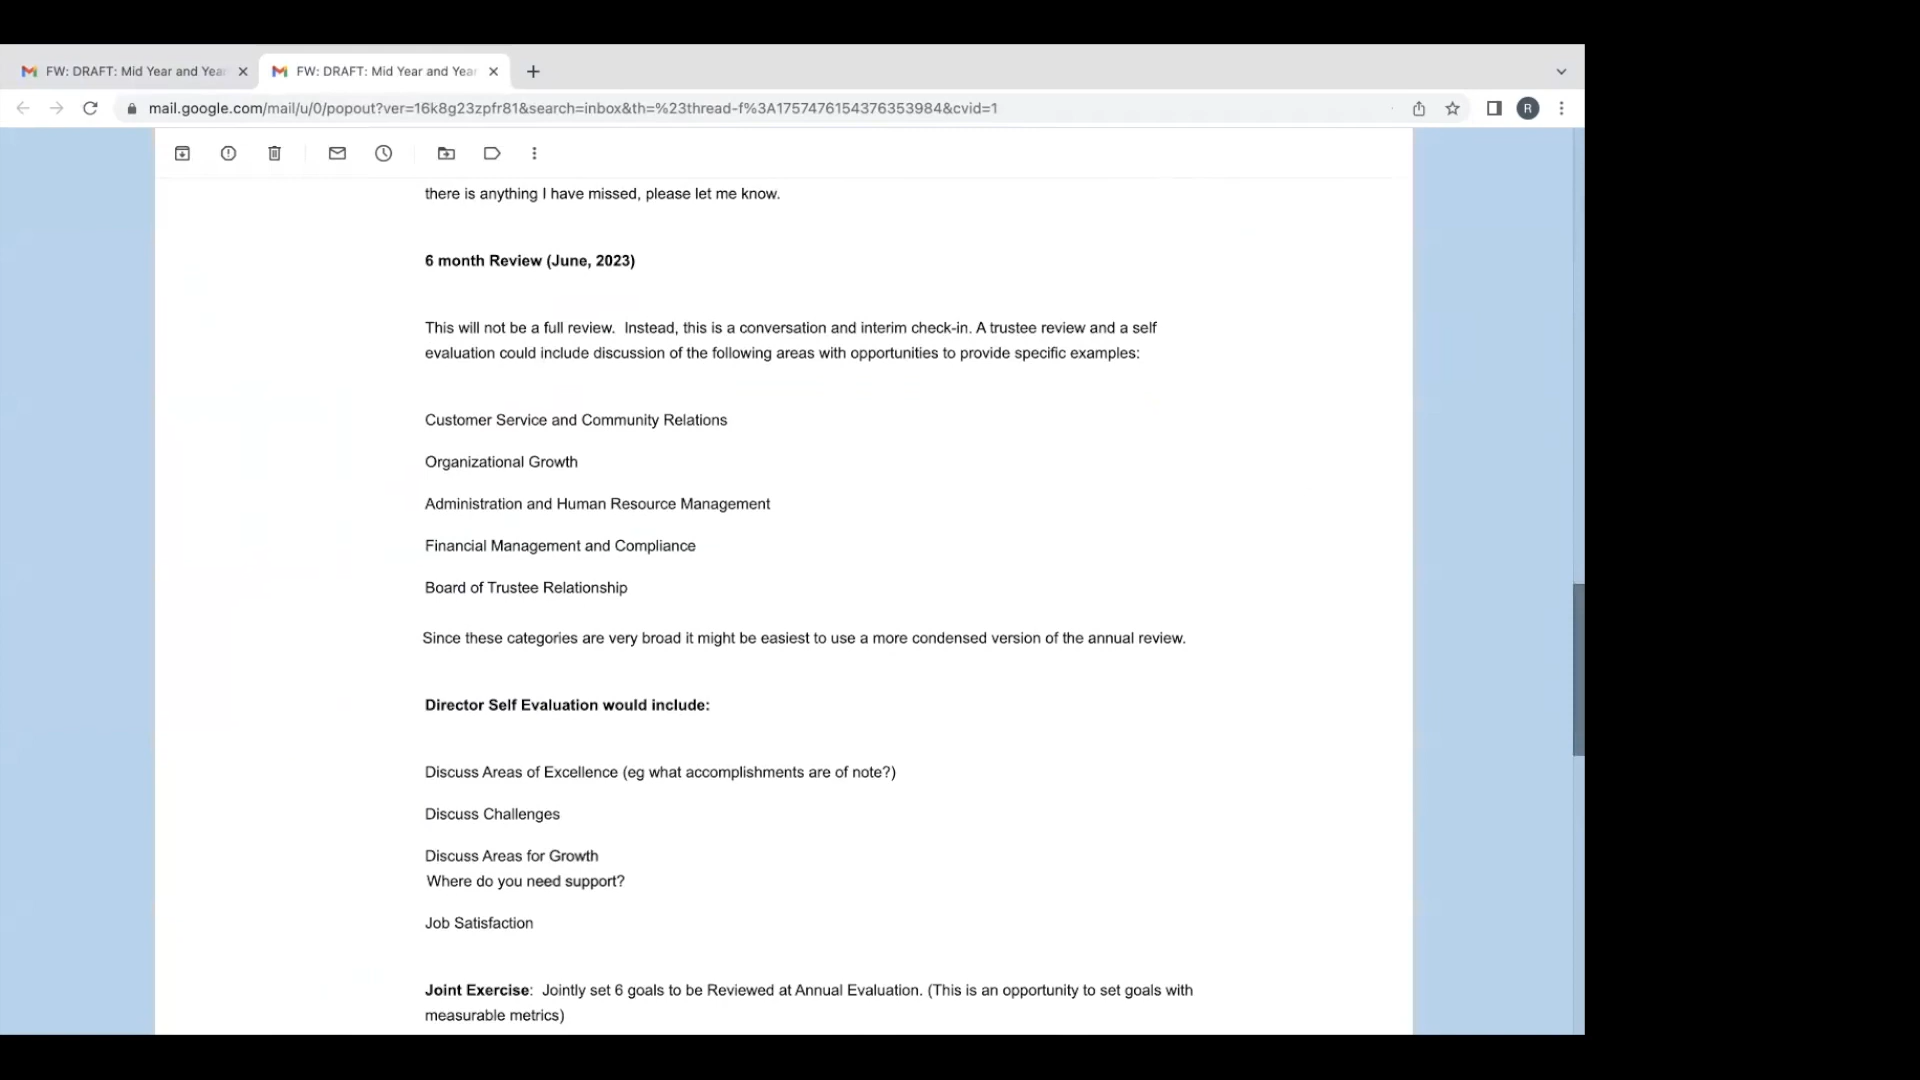 FW: DRAFT: Mid Year and Yea
FW: DRAFT: Mid Year and Year
mail.google.com/mail/u/0/popout?ver=16k8g23zpfr81&search=inbox&th=%23thread-f%3A1757476154376353984&cvid=1
R
there is anything I have missed, please let me know.
6 month Review (June, 2023)
This will not be a full review.  Instead, this is a conversation and interim check-in. A trustee review and a self
evaluation could include discussion of the following areas with opportunities to provide specific examples:
Customer Service and Community Relations
Organizational Growth
Administration and Human Resource Management
Financial Management and Compliance
Board of Trustee Relationship
Since these categories are very broad it might be easiest to use a more condensed version of the annual review.
Director Self Evaluation would include:
Discuss Areas of Excellence (eg what accomplishments are of note?)
Discuss Challenges
Discuss Areas for Growth
Where do you need support?
Job Satisfaction
Joint Exercise:  Jointly set 6 goals to be Reviewed at Annual Evaluation. (This is an opportunity to set goals with
measurable metrics)